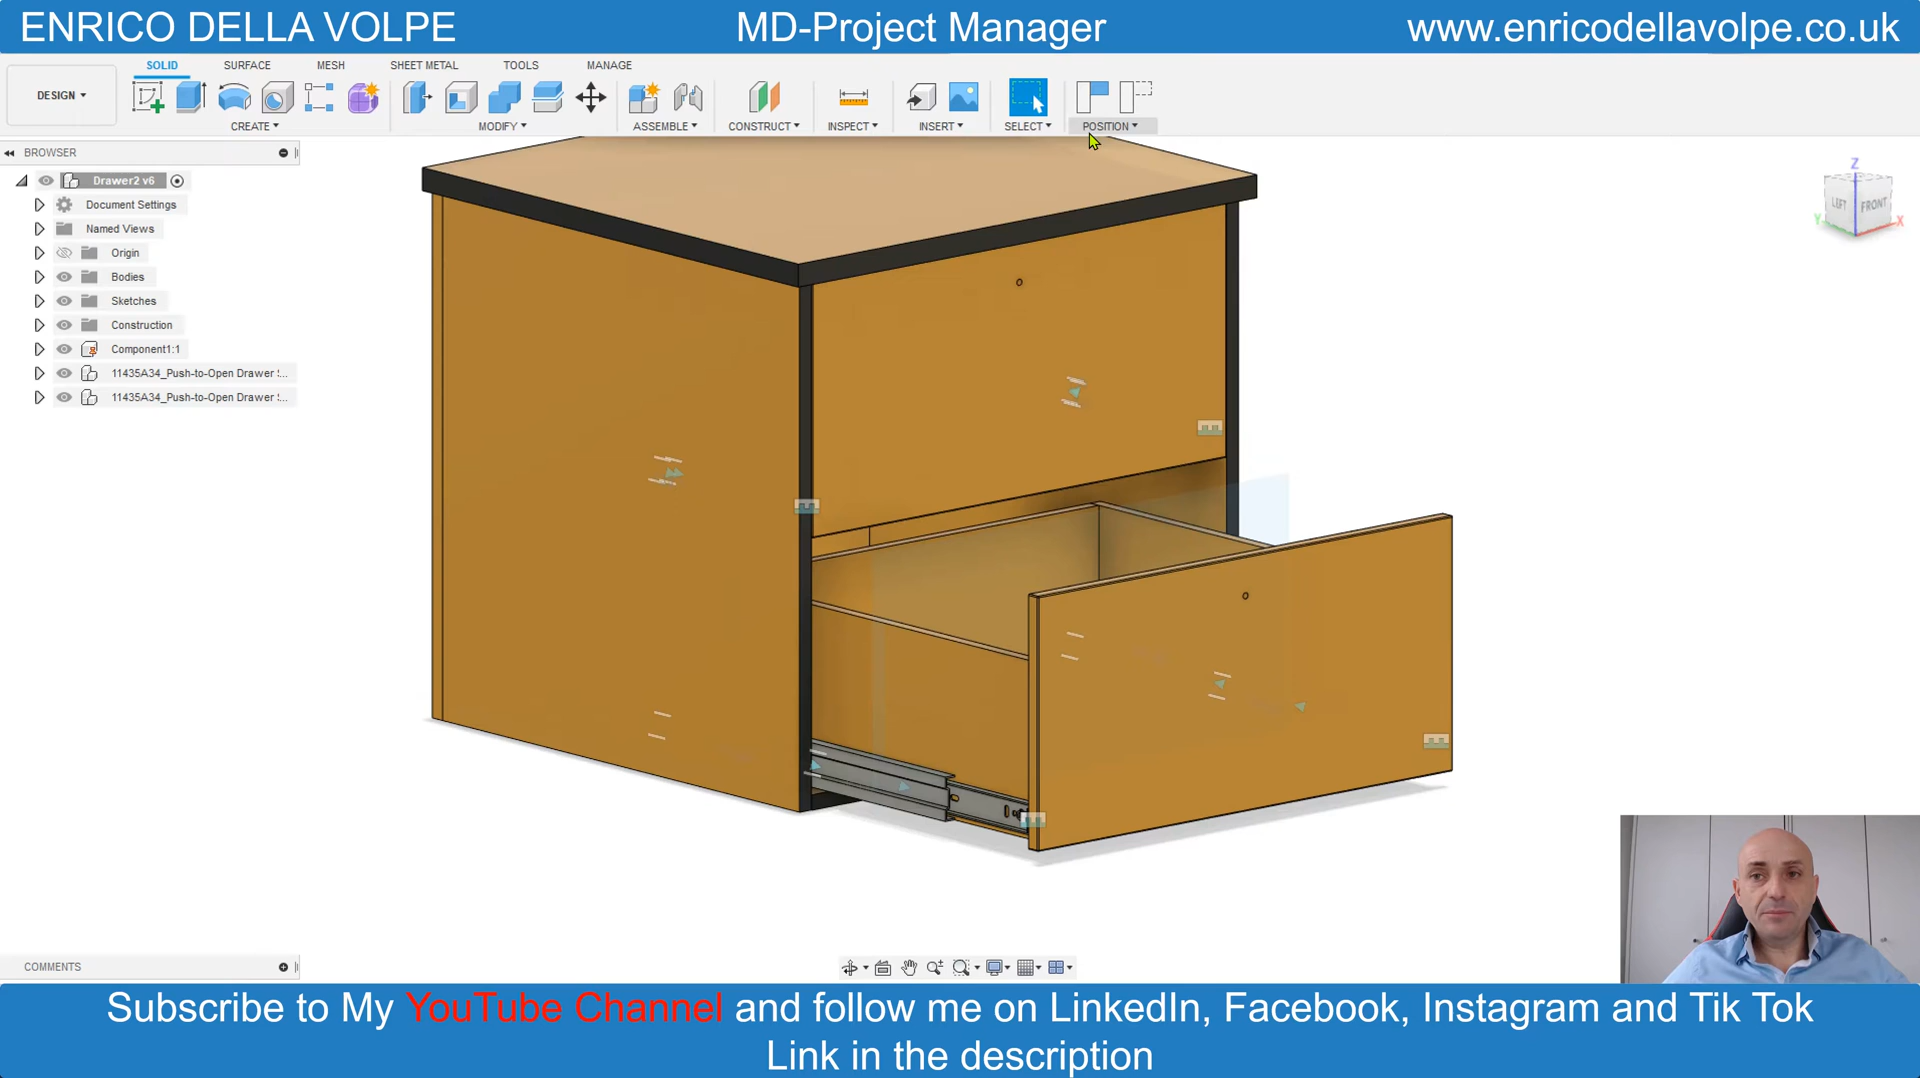 ENRICO DELLA VOLPE MD-Project Manager www.enricodellavolpe.co.uk
SOLID SURFACE MESH SHEET METAL TOOLS MANAGE
DESIGN
CREATE MODIFY ASSEMBLE CONSTRUCT INSPECT INSERT SELECT POSITION
BROWSER
Drawer2 v6
Document Settings
Named Views
Origin
Bodies
Sketches
Construction
Component1:1
11435A34_Push-to-Open Drawer S...
11435A34_Push-to-Open Drawer S...
Z
LEFT FRONT
Y X
COMMENTS
Subscribe to My YouTube Channel and follow me on LinkedIn, Facebook, Instagram and Tik Tok
Link in the description